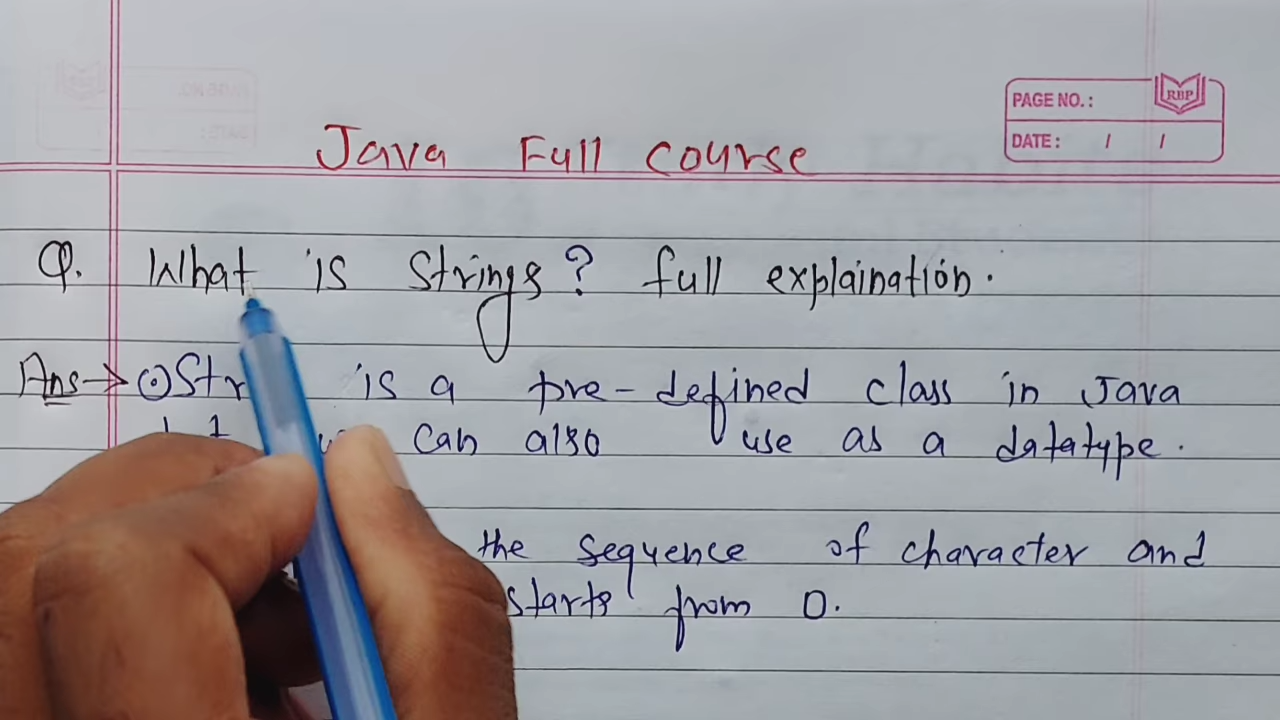 PAGE NO.:
RBP
DATE: / /
Java Full course
Q. What is Strings? full explaination.
Ans→ ⊙ Str is a pre-defined class in Java
can also use as a datatype.
the sequence of character and
starts from 0.